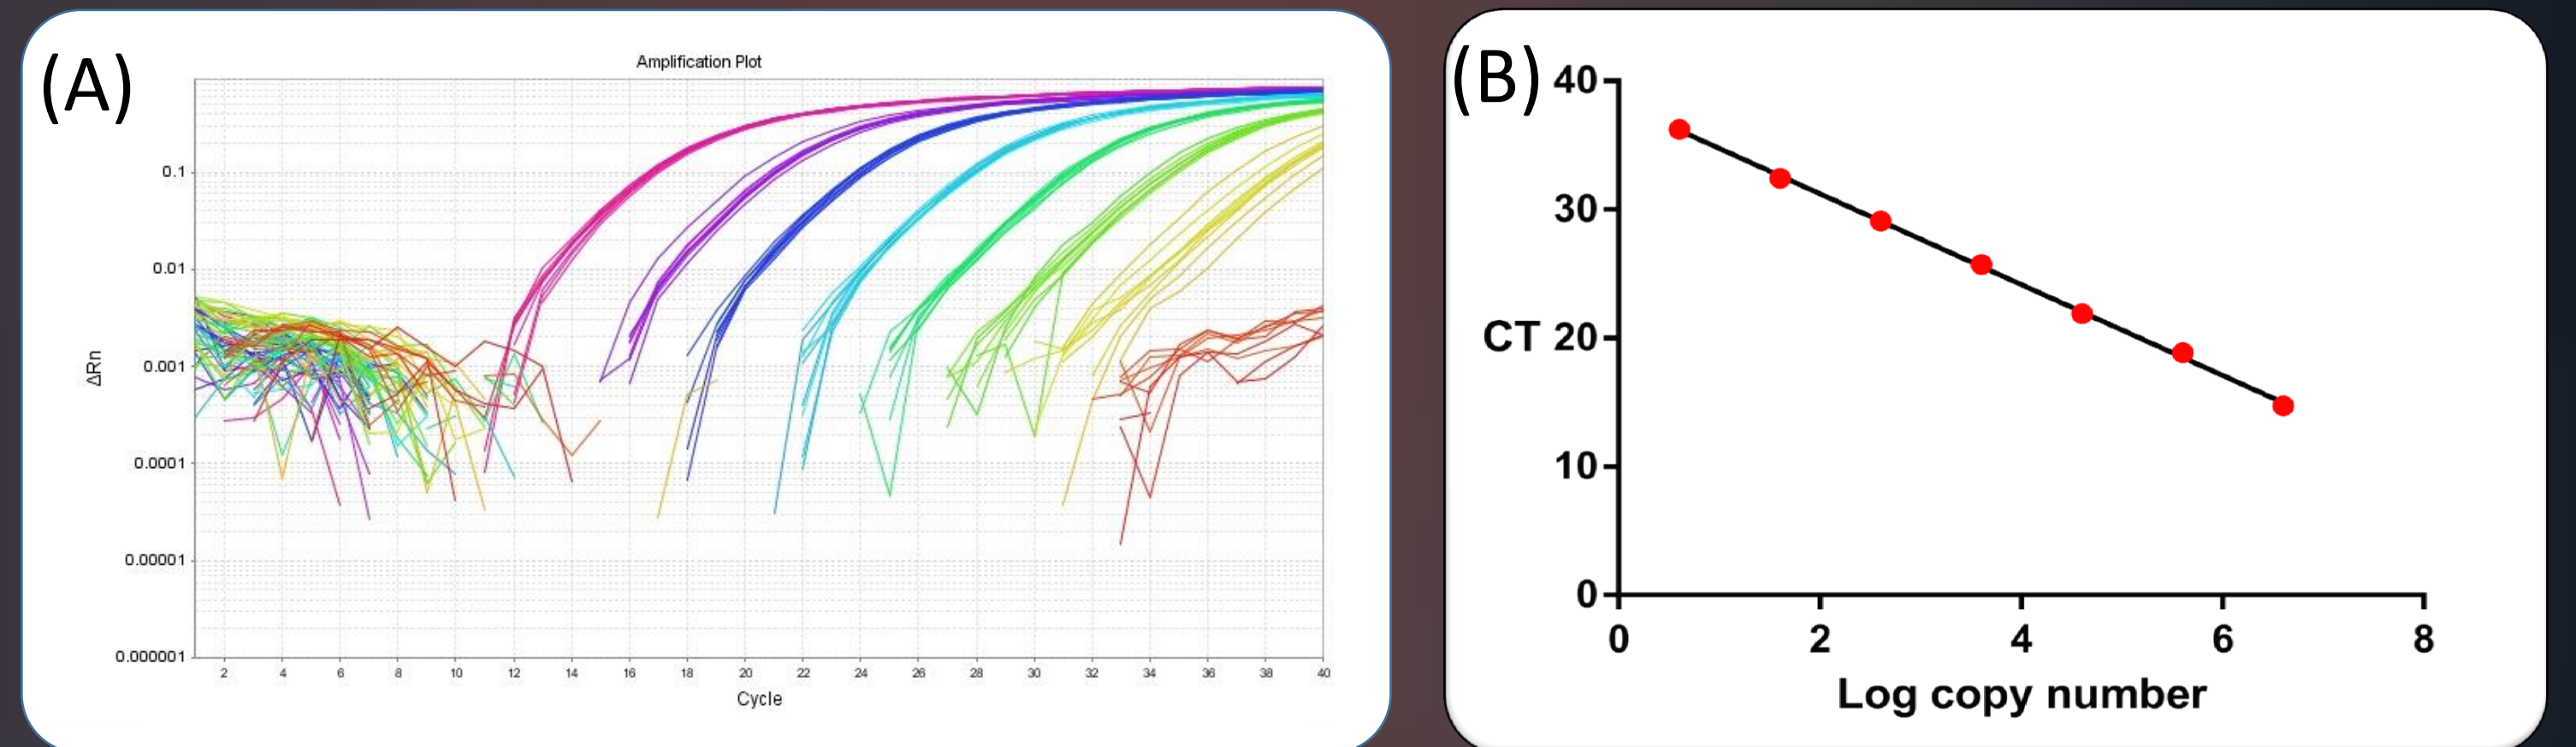 (A)
Amplification Plot
0.1
0.01
0.001
0.0001
0.00001
0.000001
ΔRn
2 4 6 8 10 12 14 16 18 20 22 24 26 28 30 32 34 36 38 40
Cycle
(B)
40
30
CT 20
10
0
0 2 4 6 8
Log copy number